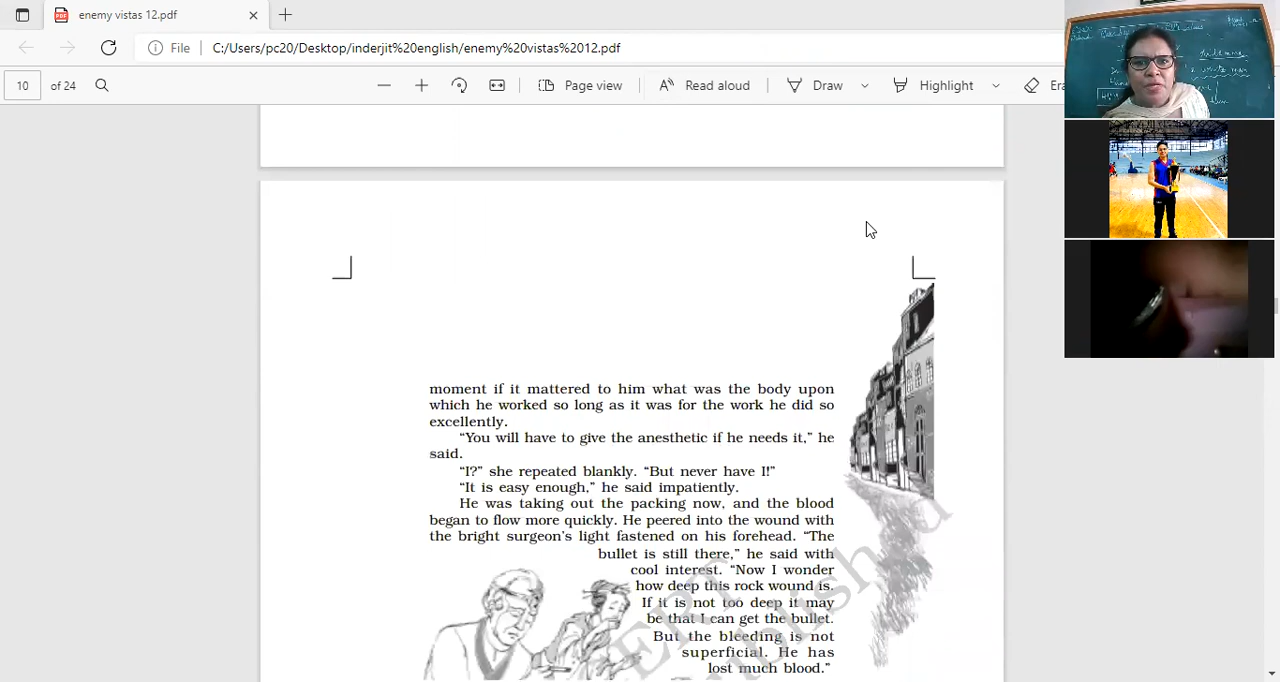 enemy vistas 12.pdf
File C:/Users/pc20/Desktop/inderjit%20english/enemy%20vistas%2012.pdf
10 of 24 Page view Read aloud Draw Highlight Era
moment if it mattered to him what was the body upon
which he worked so long as it was for the work he did so
excellently.
“You will have to give the anesthetic if he needs it,” he
said.
“I?” she repeated blankly. “But never have I!”
“It is easy enough,” he said impatiently.
He was taking out the packing now, and the blood
began to flow more quickly. He peered into the wound with
the bright surgeon’s light fastened on his forehead. “The
bullet is still there,” he said with
cool interest. “Now I wonder
how deep this rock wound is.
If it is not too deep it may
be that I can get the bullet.
But the bleeding is not
superficial. He has
lost much blood.”